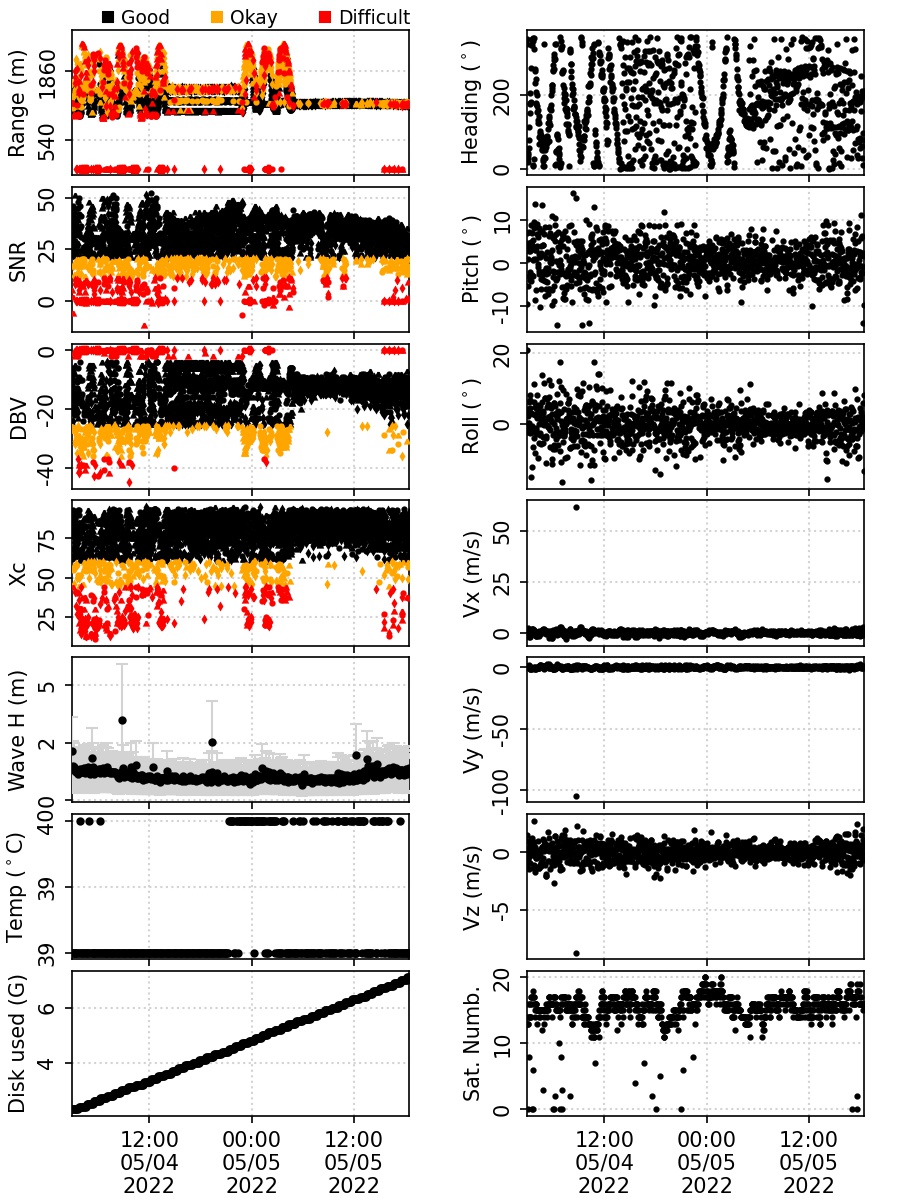 Good Okay Difficult
Range (m)
1860
540
Heading (°)
200
0
SNR
50
25
0
Pitch (°)
10
0
-10
DBV
0
-20
-40
Roll (°)
20
0
Xc
75
50
25
Vx (m/s)
50
25
0
Wave H (m)
5
2
0
Vy (m/s)
0
-50
-100
Temp (°C)
40
39
39
Vz (m/s)
0
-5
Disk used (G)
6
4
Sat. Numb.
20
10
0
12:00 00:00 12:00
05/04 05/05 05/05
2022 2022 2022
12:00 00:00 12:00
05/04 05/05 05/05
2022 2022 2022